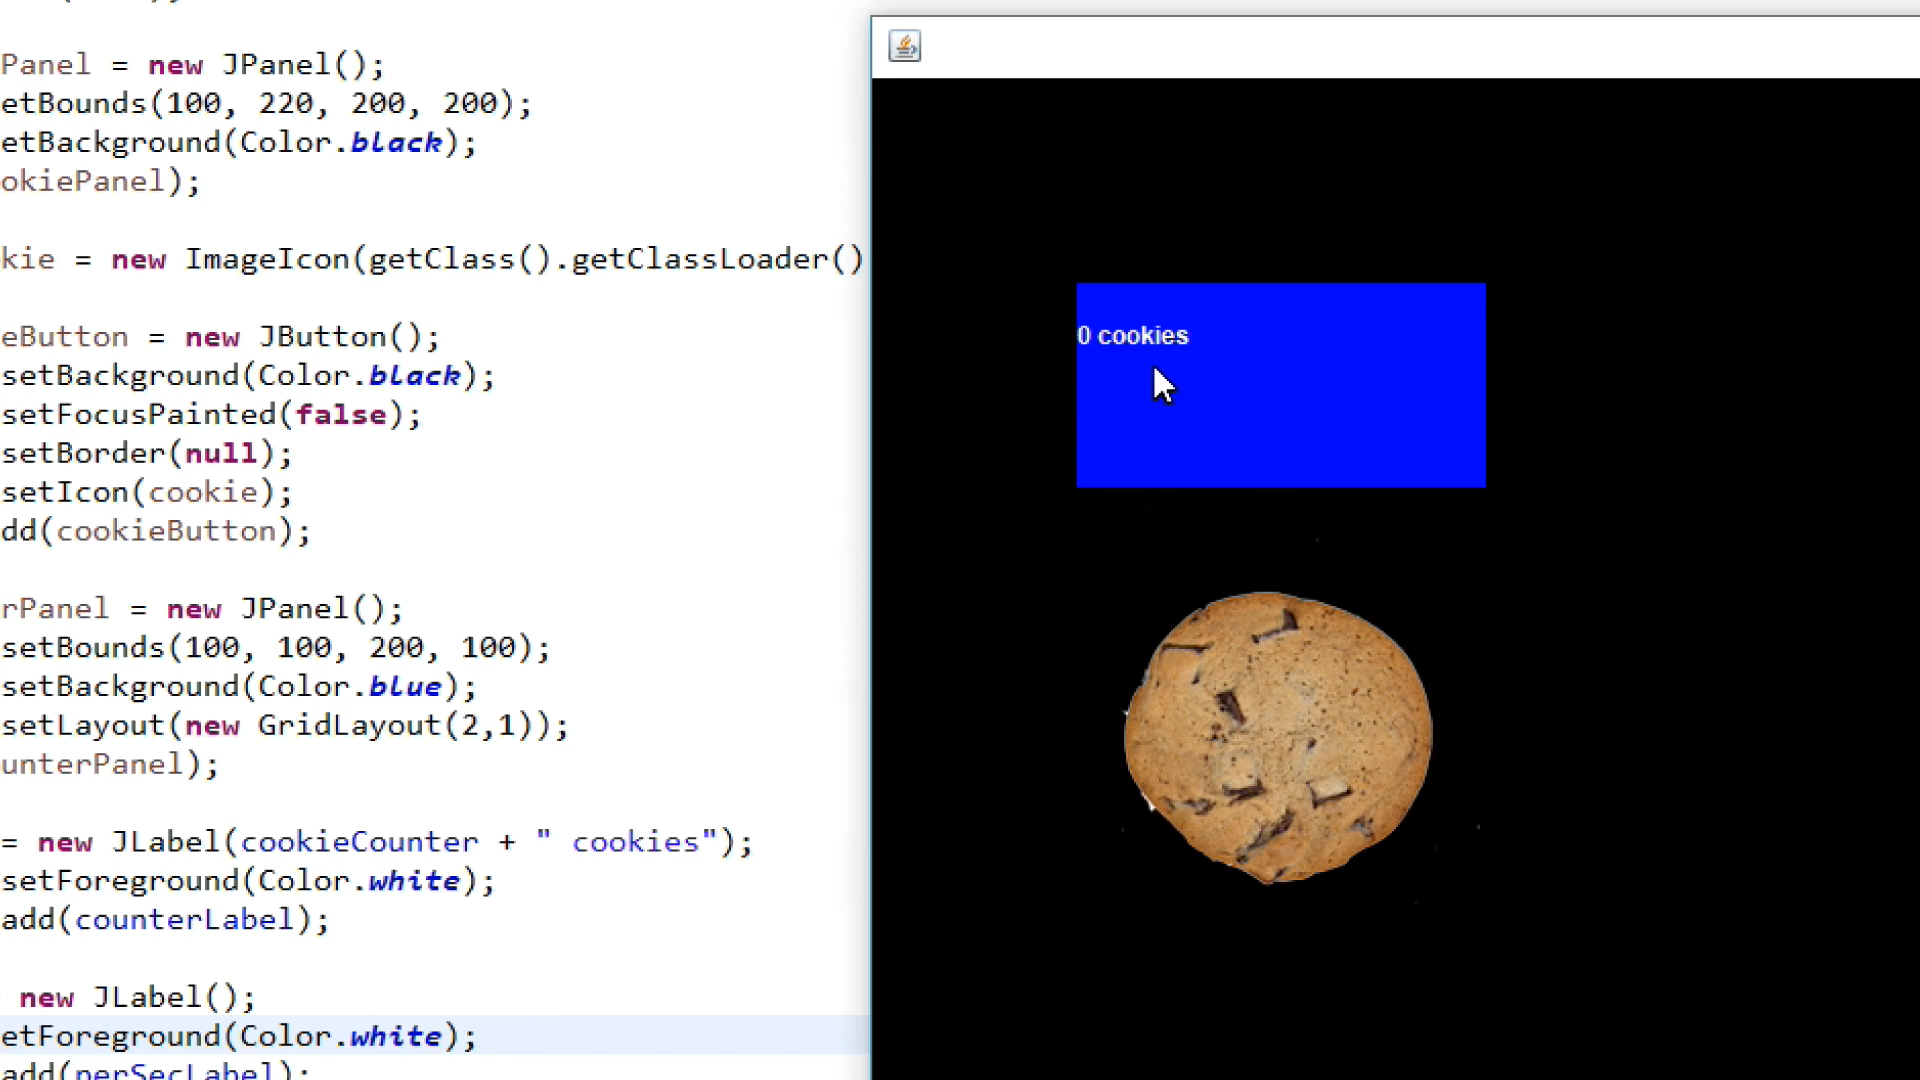 Panel = new JPanel();
etBounds(100, 220, 200, 200);
etBackground(Color.black);
okiePanel);
kie = new ImageIcon(getClass().getClassLoader()
eButton = new JButton();
setBackground(Color.black);
setFocusPainted(false);
setBorder(null);
setIcon(cookie);
dd(cookieButton);
rPanel = new JPanel();
setBounds(100, 100, 200, 100);
setBackground(Color.blue);
setLayout(new GridLayout(2,1));
unterPanel);
= new JLabel(cookieCounter + " cookies");
setForeground(Color.white);
add(counterLabel);
new JLabel();
etForeground(Color.white);
add(perSecLabel);
0 cookies